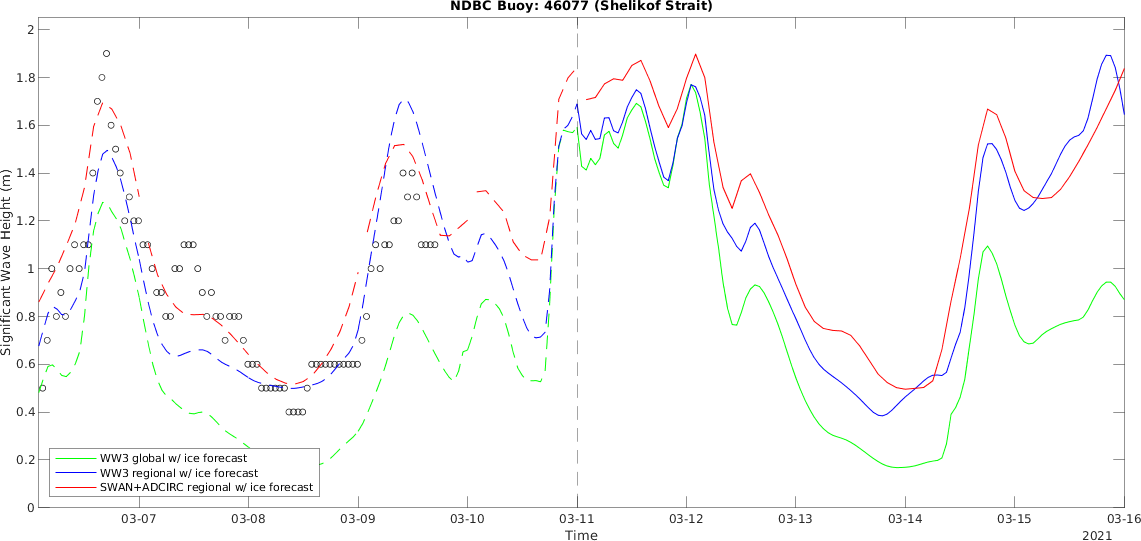 NDBC Buoy: 46077 (Shelikof Strait)
Significant Wave Height (m)
2
1.8
1.6
1.4
1.2
1
0.8
0.6
0.4
0.2
0
WW3 global w/ ice forecast
WW3 regional w/ ice forecast
SWAN+ADCIRC regional w/ ice forecast
03-07 03-08 03-09 03-10 03-11 03-12 03-13 03-14 03-15 03-16
Time
2021